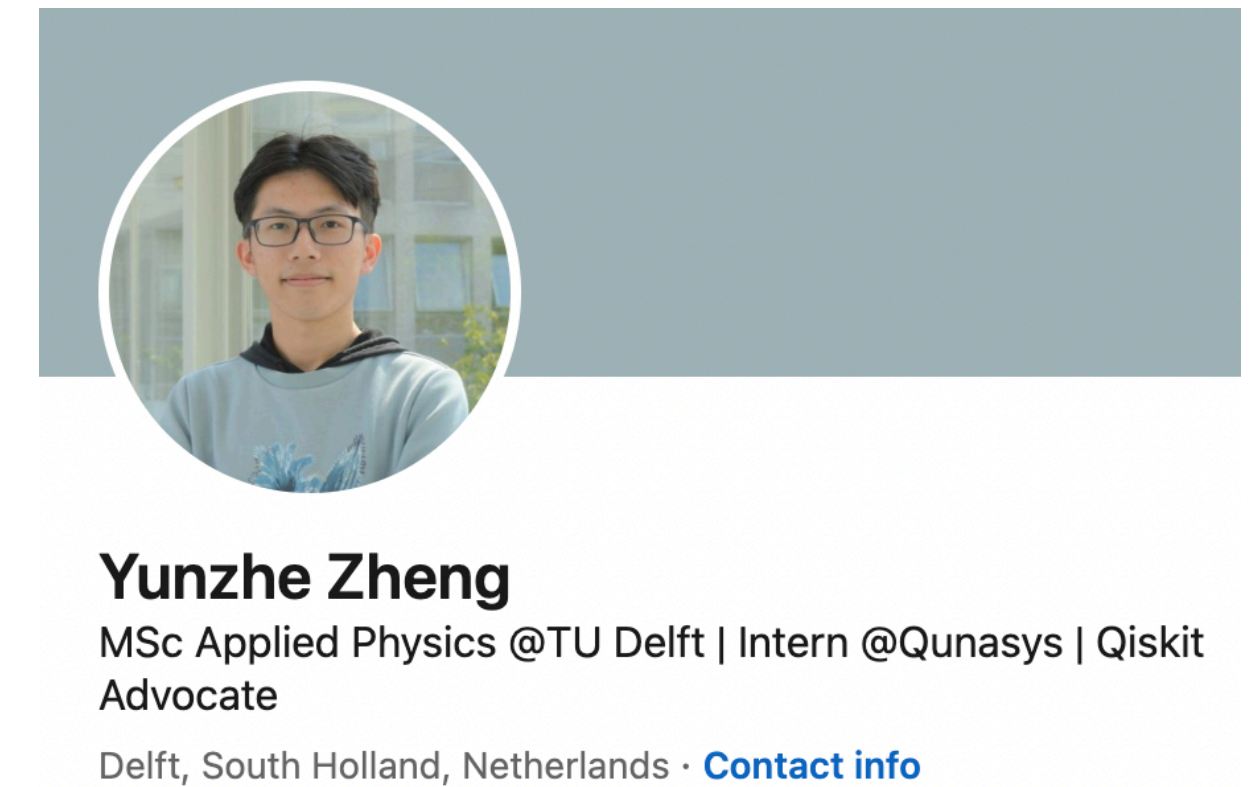 Yunzhe Zheng
MSc Applied Physics @TU Delft | Intern @Qunasys | Qiskit
Advocate
Delft, South Holland, Netherlands · Contact info